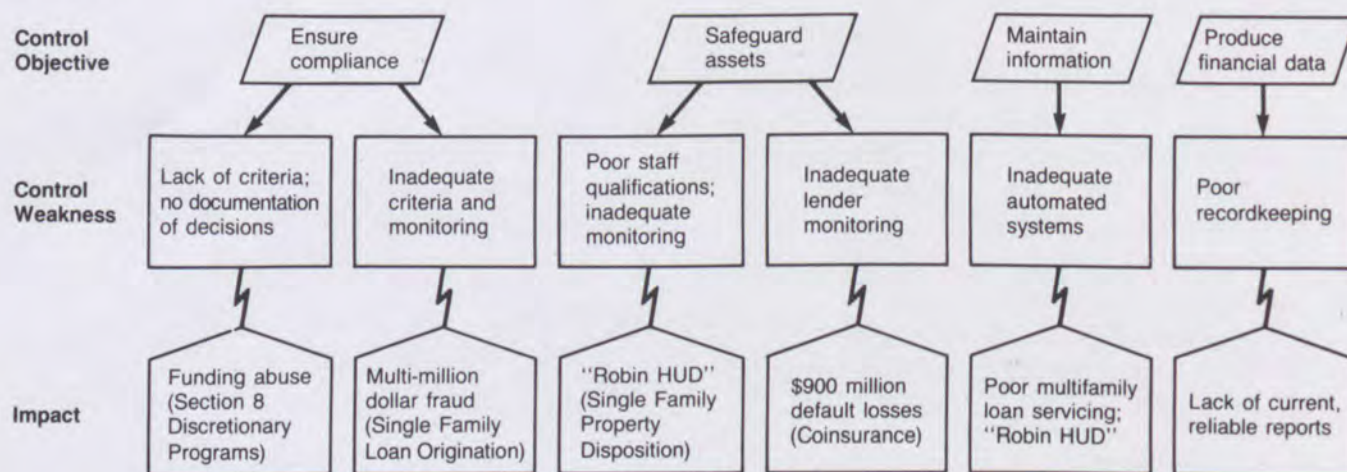 Control
Objective
Ensure
compliance
Safeguard
assets
Maintain
information
Produce
financial data
Control
Weakness
Lack of criteria;
no documentation
of decisions
Inadequate
criteria and
monitoring
Poor staff
qualifications;
inadequate
monitoring
Inadequate
lender
monitoring
Inadequate
automated
systems
Poor
recordkeeping
Impact
Funding abuse
(Section 8
Discretionary
Programs)
Multi-million
dollar fraud
(Single Family
Loan Origination)
"Robin HUD"
(Single Family
Property
Disposition)
$900 million
default losses
(Coinsurance)
Poor multifamily
loan servicing;
"Robin HUD"
Lack of current,
reliable reports